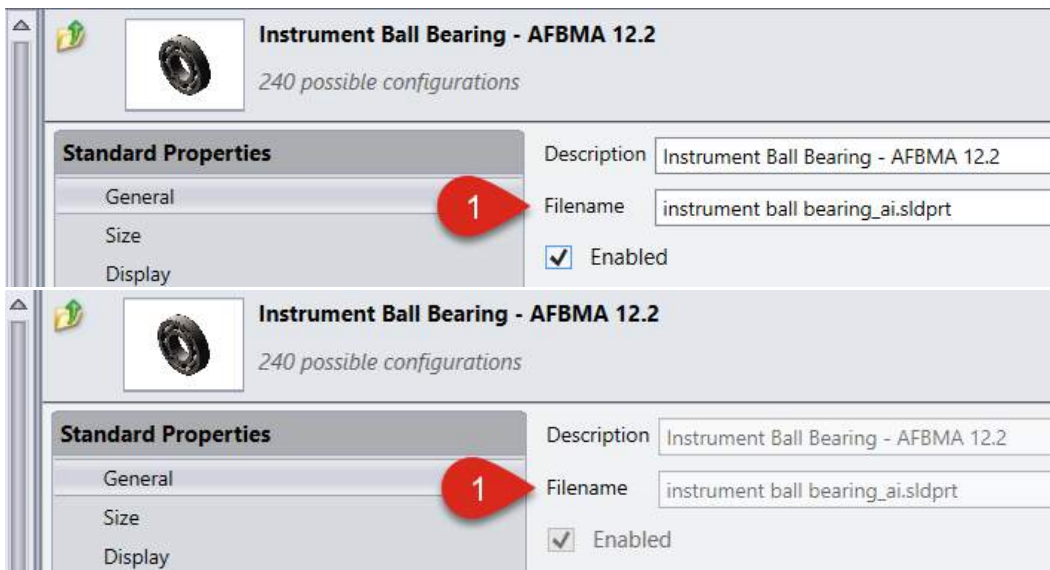 Instrument Ball Bearing - AFBMA 12.2
240 possible configurations
Standard Properties
General
Size
Display
Description Instrument Ball Bearing - AFBMA 12.2
1 Filename instrument ball bearing_ai.sldprt
Enabled
Instrument Ball Bearing - AFBMA 12.2
240 possible configurations
Standard Properties
General
Size
Display
Description Instrument Ball Bearing - AFBMA 12.2
1 Filename instrument ball bearing_ai.sldprt
Enabled